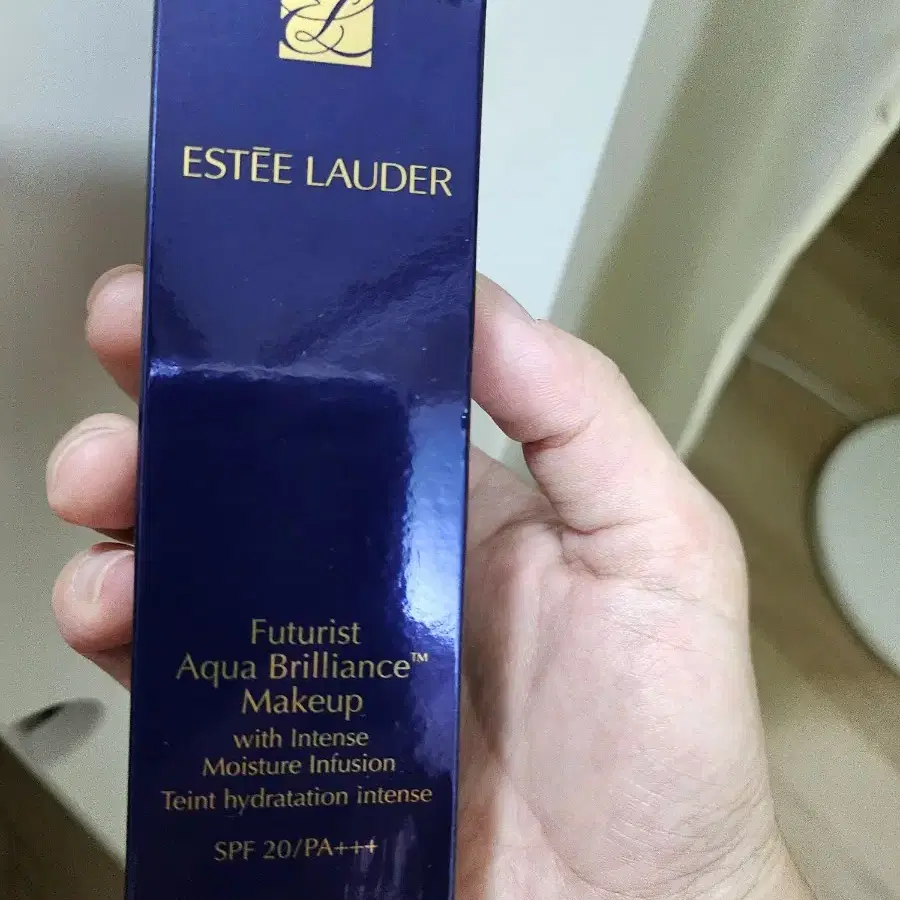 ESTĒE LAUDER
Futurist
Aqua Brilliance™
Makeup
with Intense
Moisture Infusion
Teint hydratation intense
SPF 20/PA+++